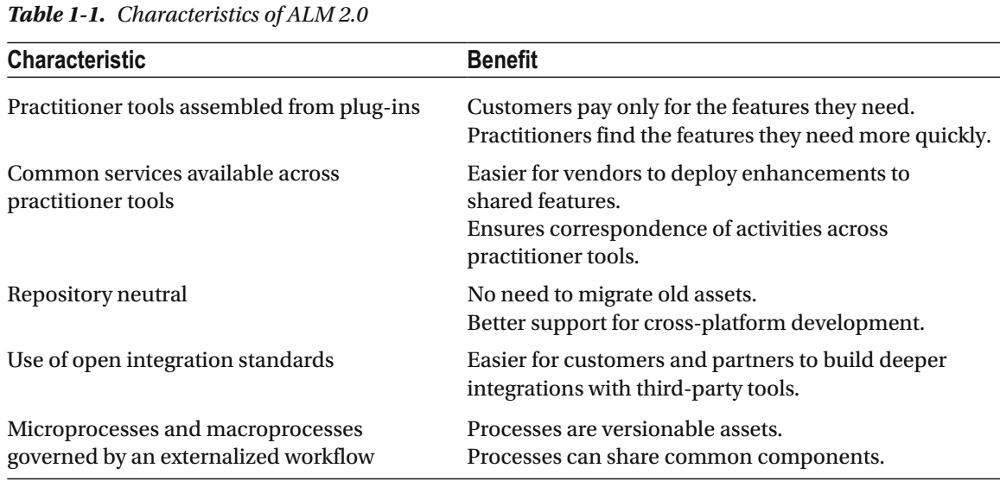 Table 1-1. Characteristics of ALM 2.0
Characteristic Benefit
Practitioner tools assembled from plug-ins Customers pay only for the features they need.
Practitioners find the features they need more quickly.
Common services available across Easier for vendors to deploy enhancements to
practitioner tools shared features.
Ensures correspondence of activities across
practitioner tools.
Repository neutral No need to migrate old assets.
Better support for cross-platform development.
Use of open integration standards Easier for customers and partners to build deeper
integrations with third-party tools.
Microprocesses and macroprocesses Processes are versionable assets.
governed by an externalized workflow Processes can share common components.